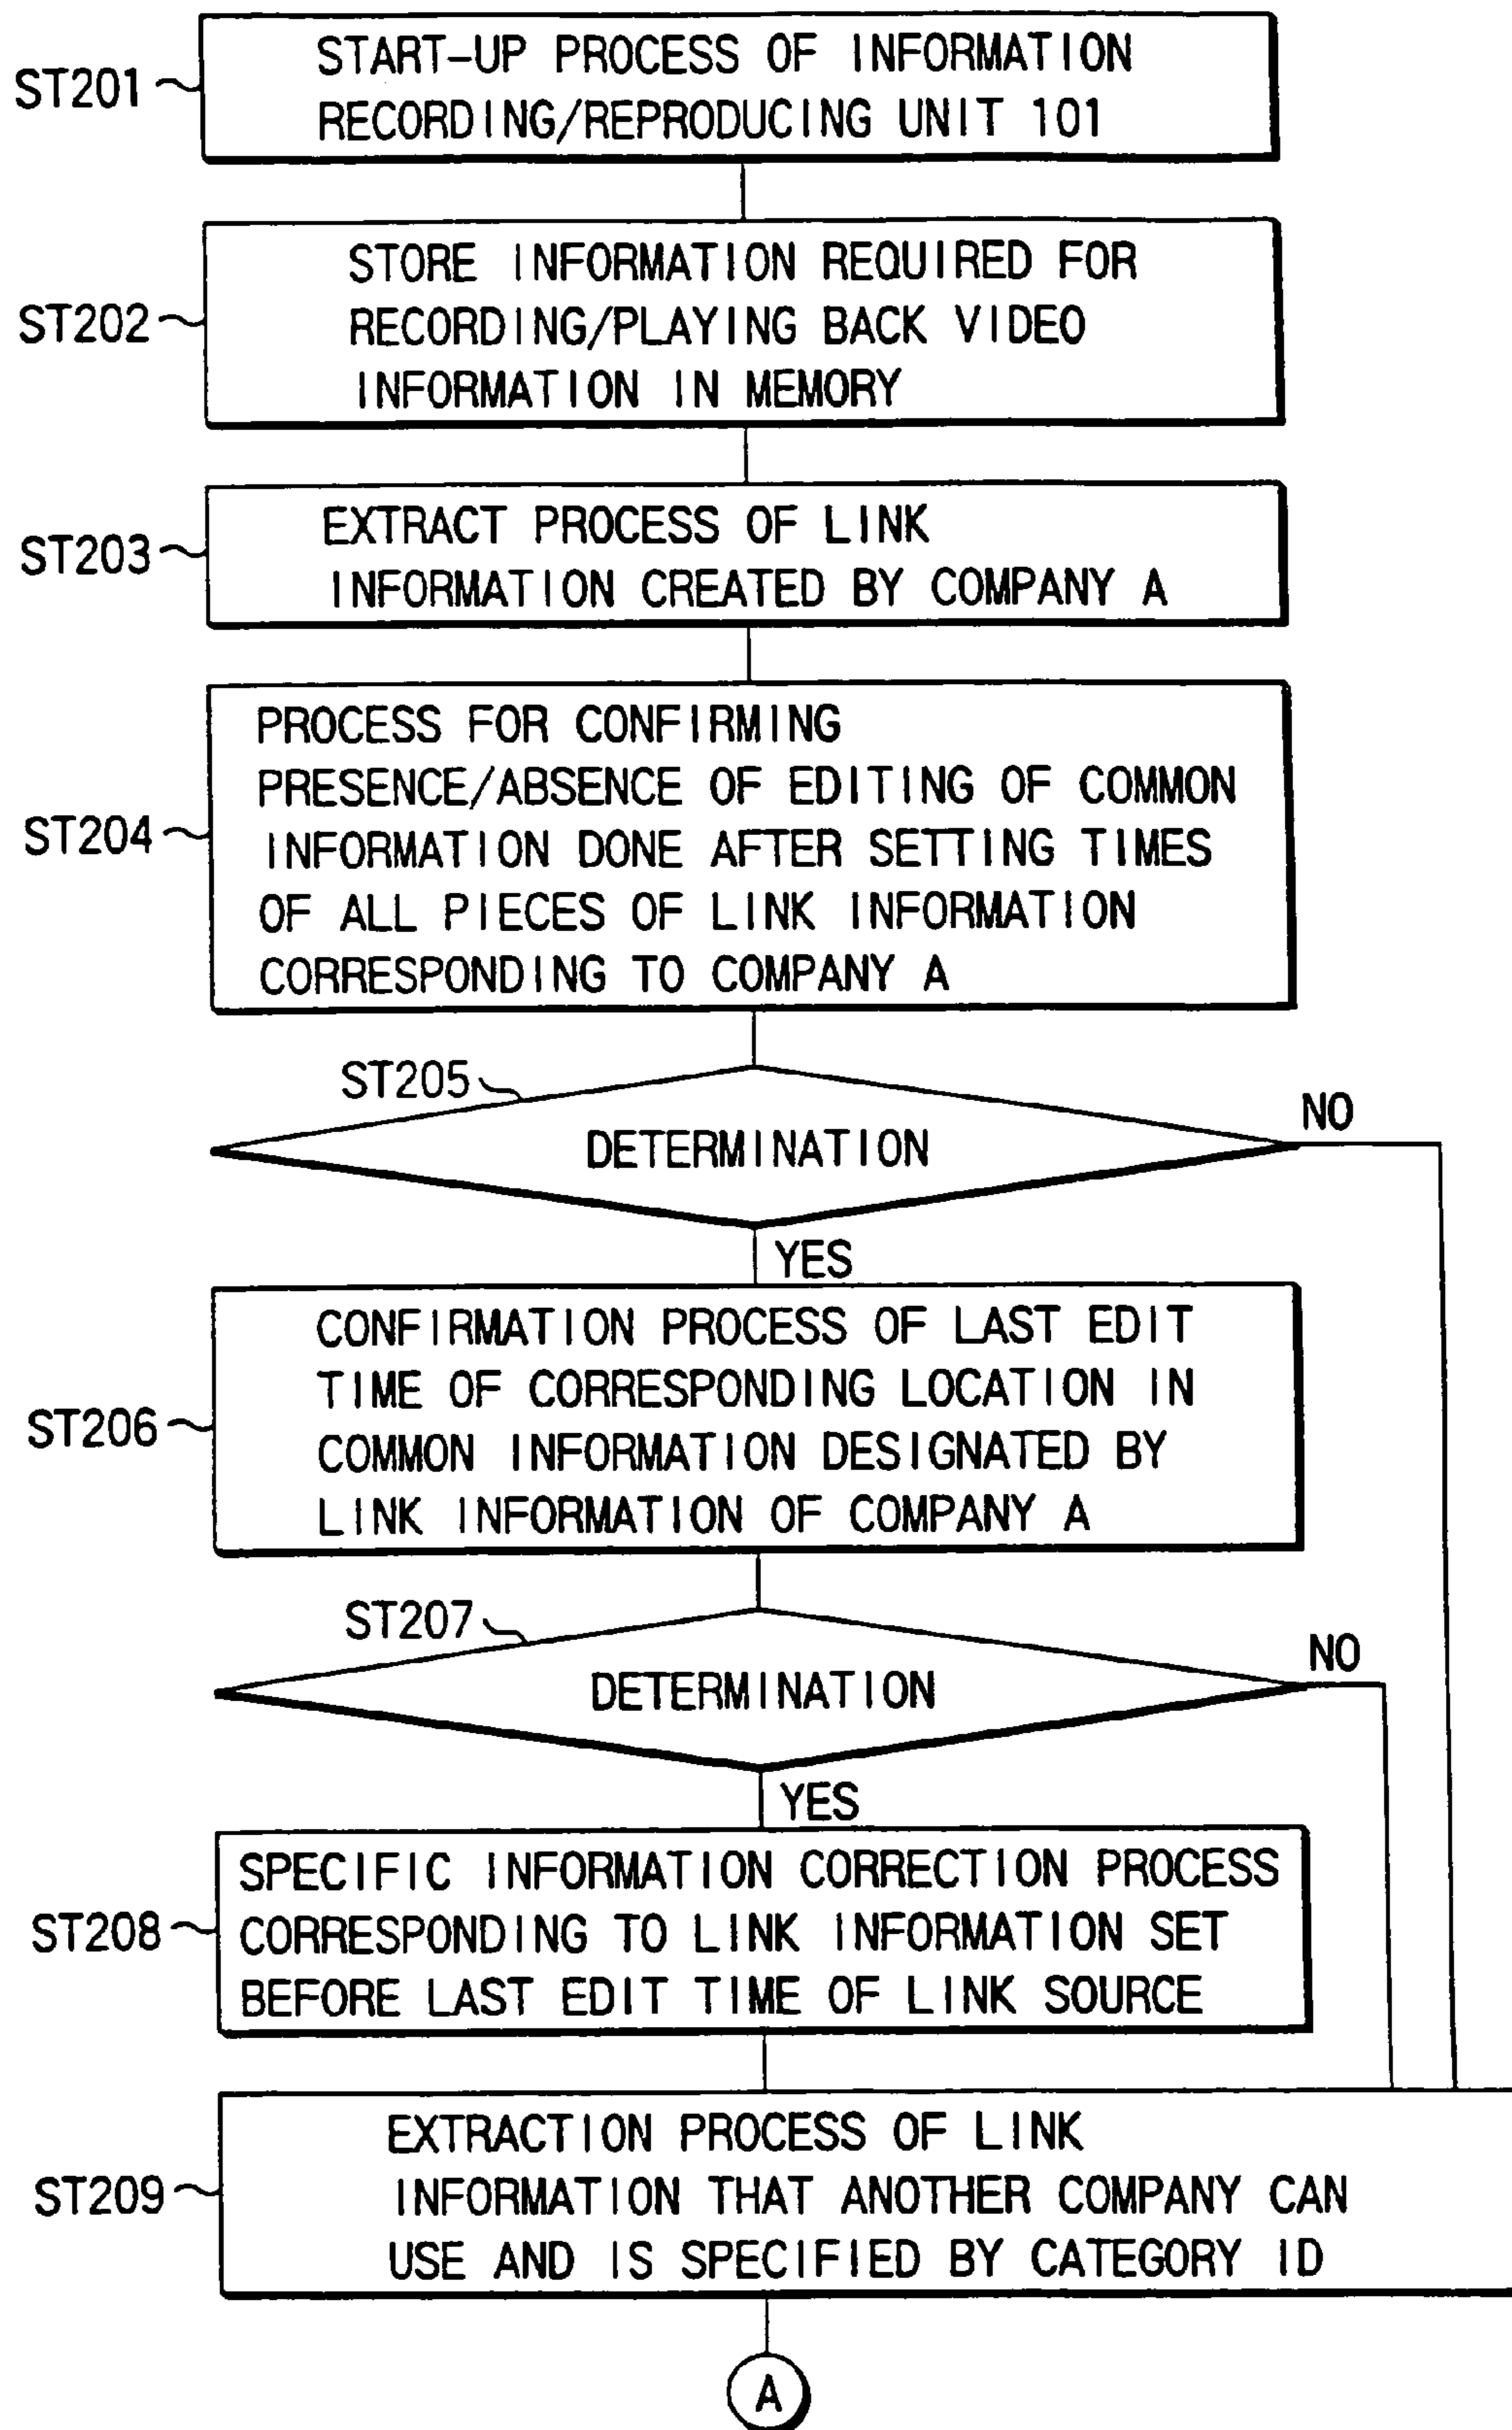 ST201
START-UP PROCESS OF INFORMATION
RECORDING/REPRODUCING UNIT 101
ST202
STORE INFORMATION REQUIRED FOR
RECORDING/PLAYING BACK VIDEO
INFORMATION IN MEMORY
ST203
EXTRACT PROCESS OF LINK
INFORMATION CREATED BY COMPANY A
ST204
PROCESS FOR CONFIRMING
PRESENCE/ABSENCE OF EDITING OF COMMON
INFORMATION DONE AFTER SETTING TIMES
OF ALL PIECES OF LINK INFORMATION
CORRESPONDING TO COMPANY A
ST205
DETERMINATION
NO
YES
ST206
CONFIRMATION PROCESS OF LAST EDIT
TIME OF CORRESPONDING LOCATION IN
COMMON INFORMATION DESIGNATED BY
LINK INFORMATION OF COMPANY A
ST207
DETERMINATION
NO
YES
ST208
SPECIFIC INFORMATION CORRECTION PROCESS
CORRESPONDING TO LINK INFORMATION SET
BEFORE LAST EDIT TIME OF LINK SOURCE
ST209
EXTRACTION PROCESS OF LINK
INFORMATION THAT ANOTHER COMPANY CAN
USE AND IS SPECIFIED BY CATEGORY ID
A